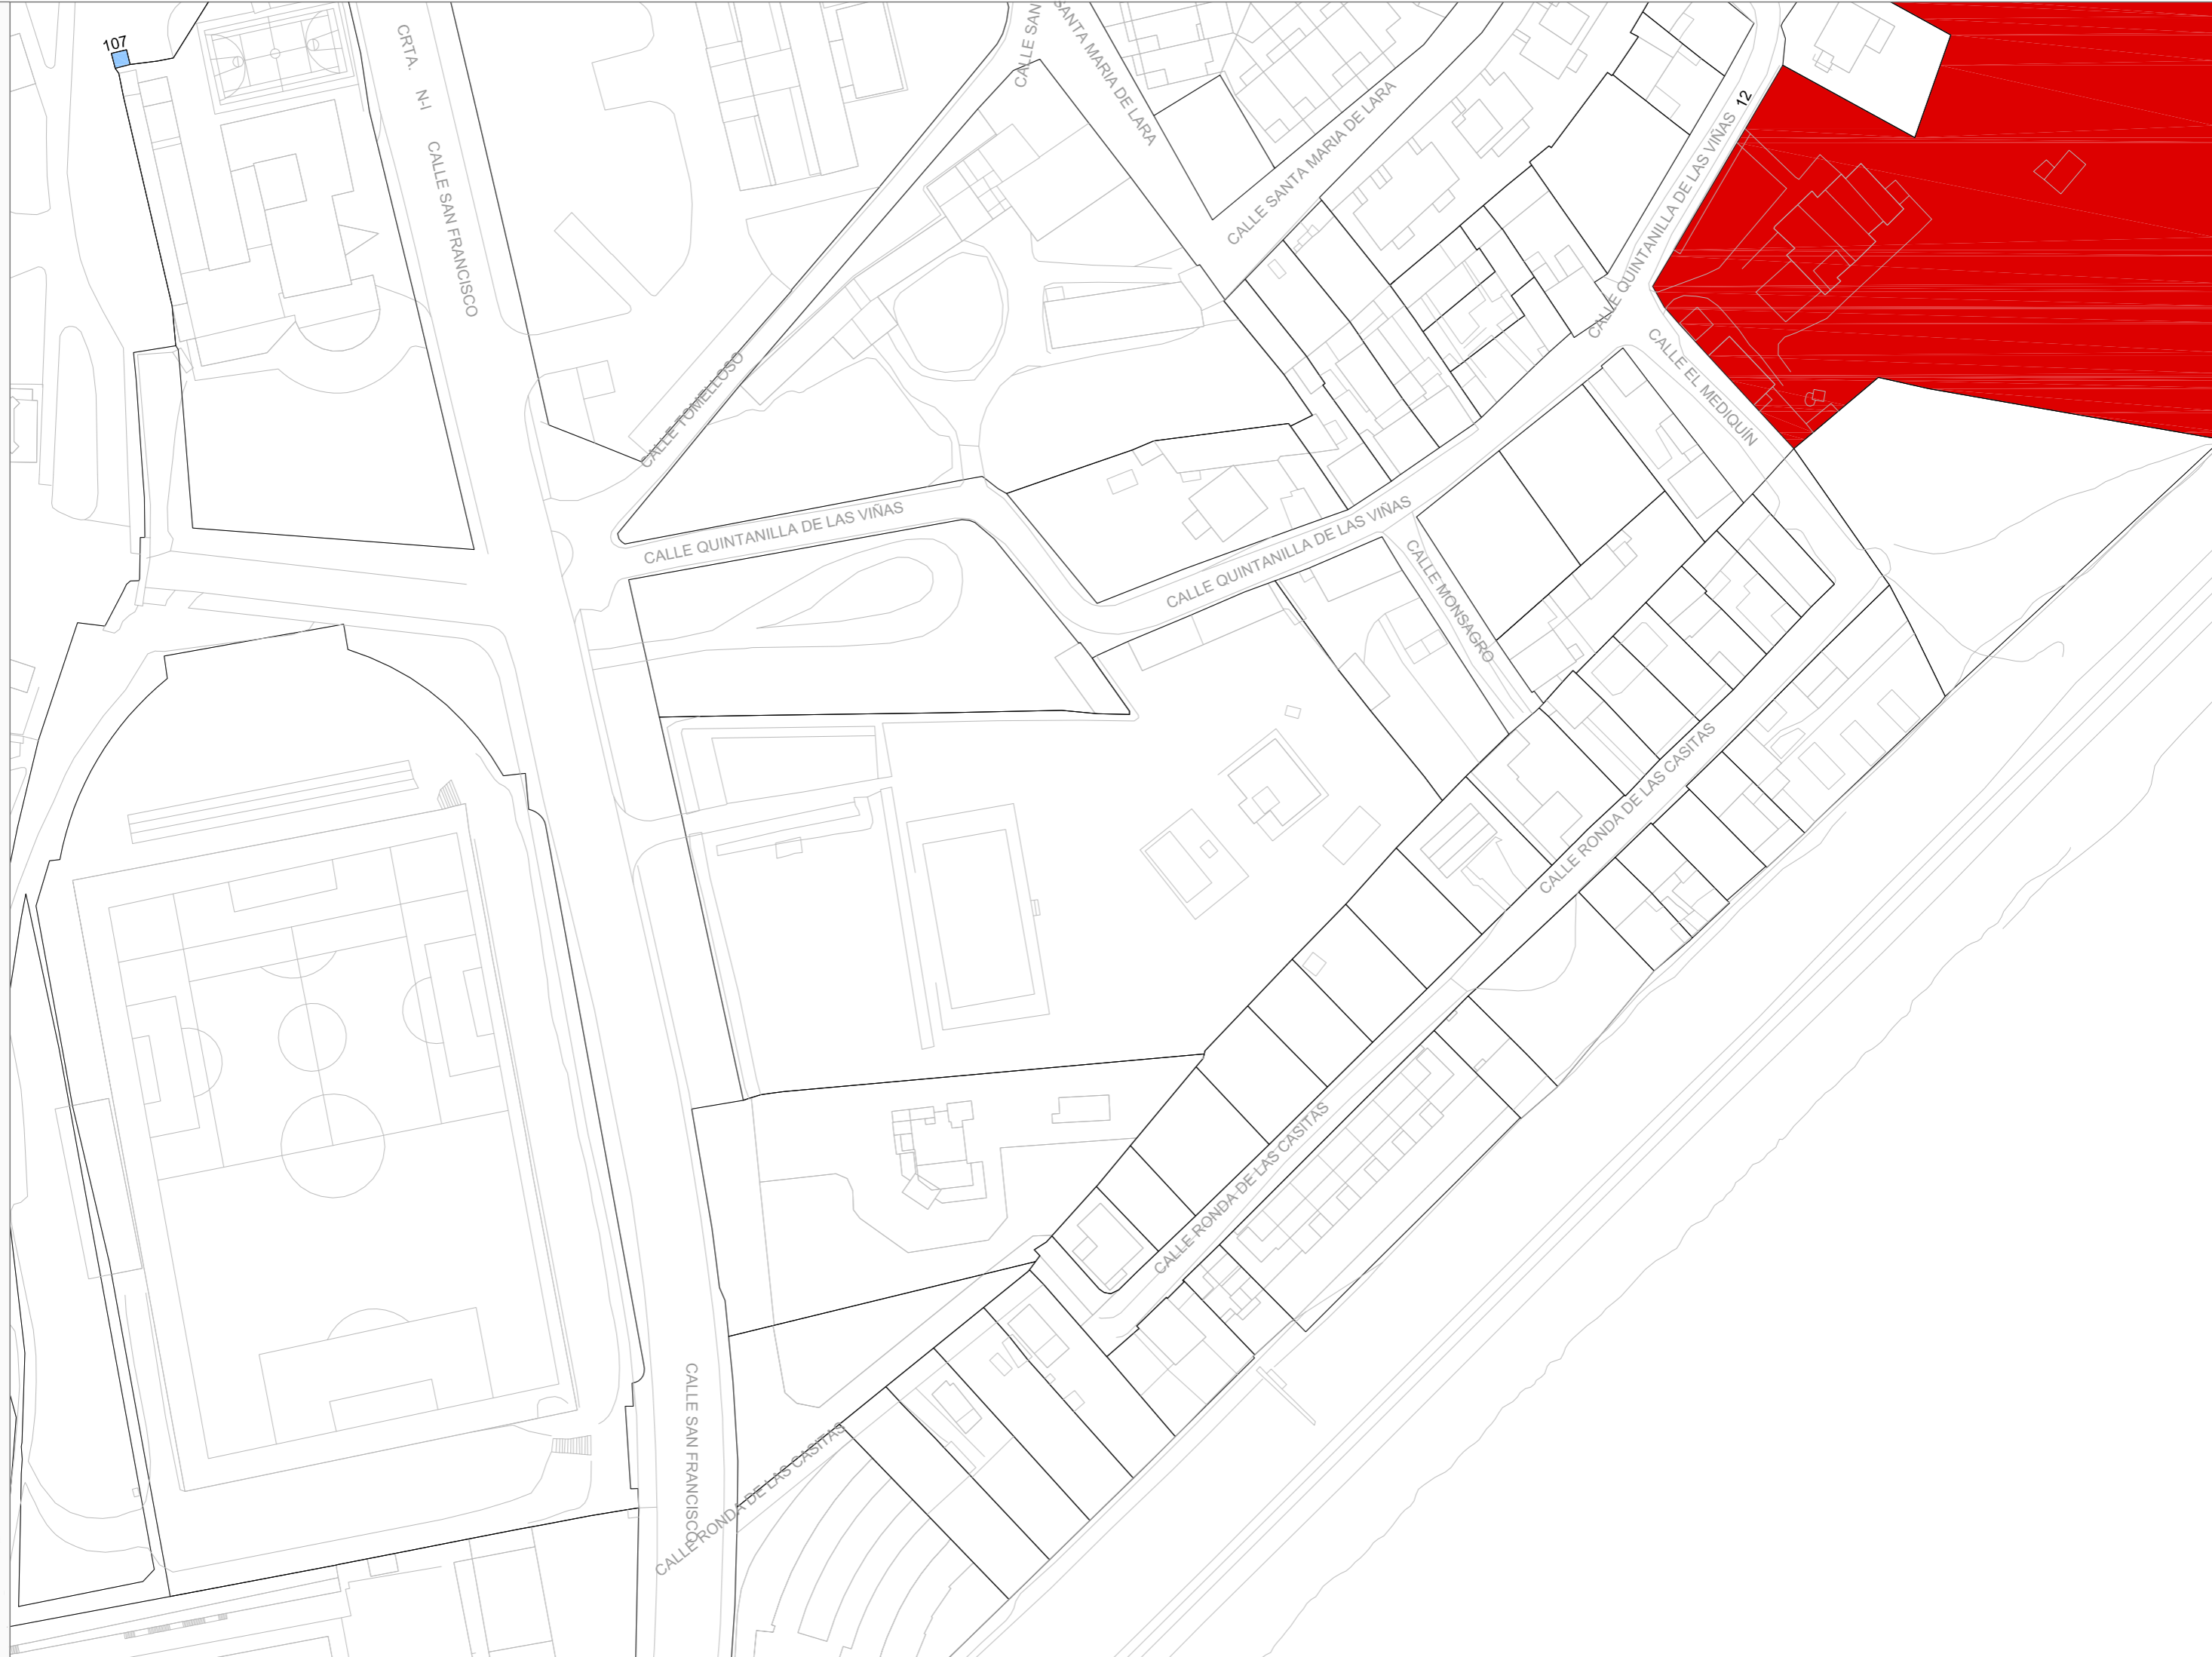 107
CRTA.
N-I
CALLE SAN FRANCISCO
CALLE SAN
SANTA MARIA DE LARA
CALLE SANTA MARIA DE LARA
12
CALLE QUINTANILLA DE LAS VIÑAS
CALLE EL MEDIQUÍN
CALLE TOMELLOSO
CALLE QUINTANILLA DE LAS VIÑAS
CALLE QUINTANILLA DE LAS VIÑAS
CALLE MONSAGRO
CALLE RONDA DE LAS CASITAS
CALLE RONDA DE LAS CASITAS
CALLE SAN FRANCISCO
CALLE RONDA DE LAS CASITAS